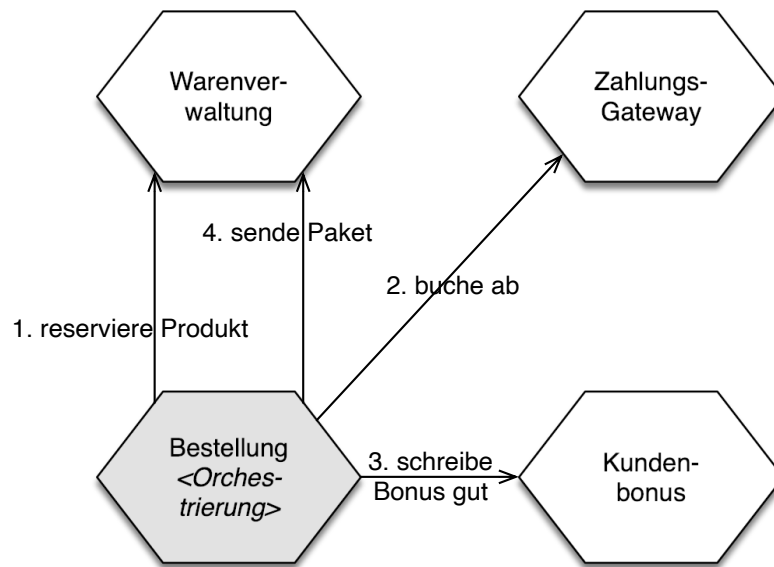 Warenver-
waltung
Zahlungs-
Gateway
4. sende Paket
2. buche ab
1. reserviere Produkt
Bestellung
<Orches-
trierung>
3. schreibe
Bonus gut
Kunden-
bonus